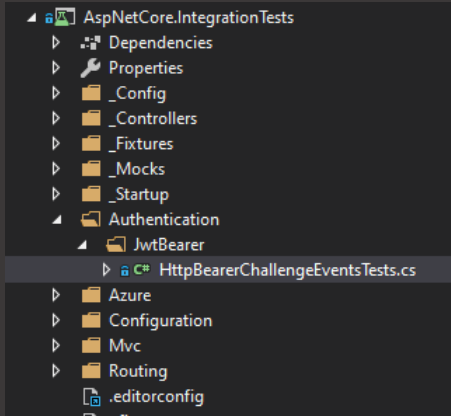 AspNetCore.IntegrationTests
Dependencies
Properties
_Config
_Controllers
_Fixtures
_Mocks
_Startup
Authentication
JwtBearer
C# HttpBearerChallengeEventsTests.cs
Azure
Configuration
Mvc
Routing
.editorconfig